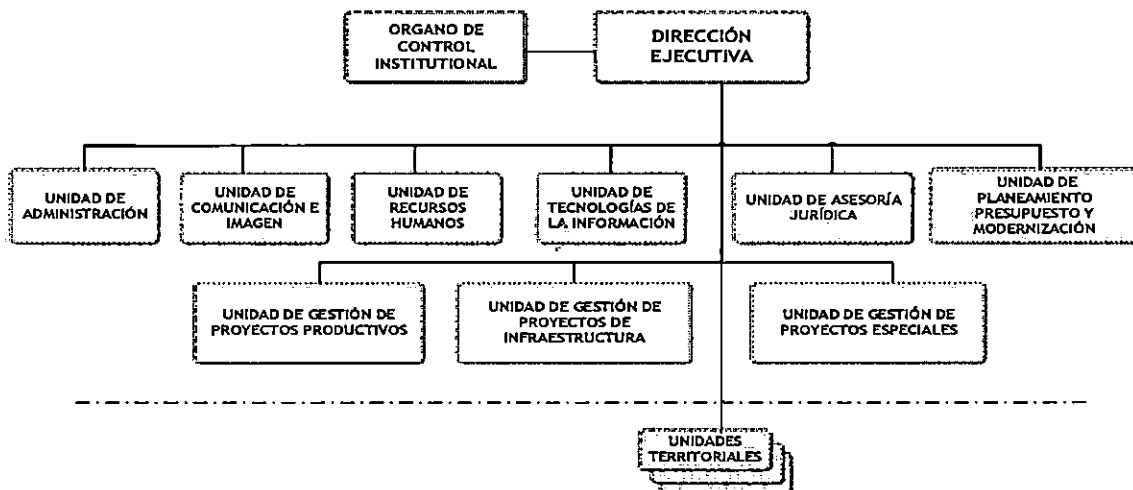 ORGANO DE
CONTROL
INSTITUTIONAL
DIRECCIÓN
EJECUTIVA
UNIDAD DE
ADMINISTRACIÓN
UNIDAD DE
COMUNICACIÓN E
IMAGEN
UNIDAD DE
RECURSOS
HUMANOS
UNIDAD DE
TECNOLOGÍAS DE
LA INFORMACIÓN
UNIDAD DE ASESORÍA
JURÍDICA
UNIDAD DE
PLANEAMIENTO
PRESUPUESTO Y
MODERNIZACIÓN
UNIDAD DE GESTIÓN DE
PROYECTOS PRODUCTIVOS
UNIDAD DE GESTIÓN DE
PROYECTOS DE
INFRAESTRUCTURA
UNIDAD DE GESTIÓN DE
PROYECTOS ESPECIALES
UNIDADES
TERRITORIALES